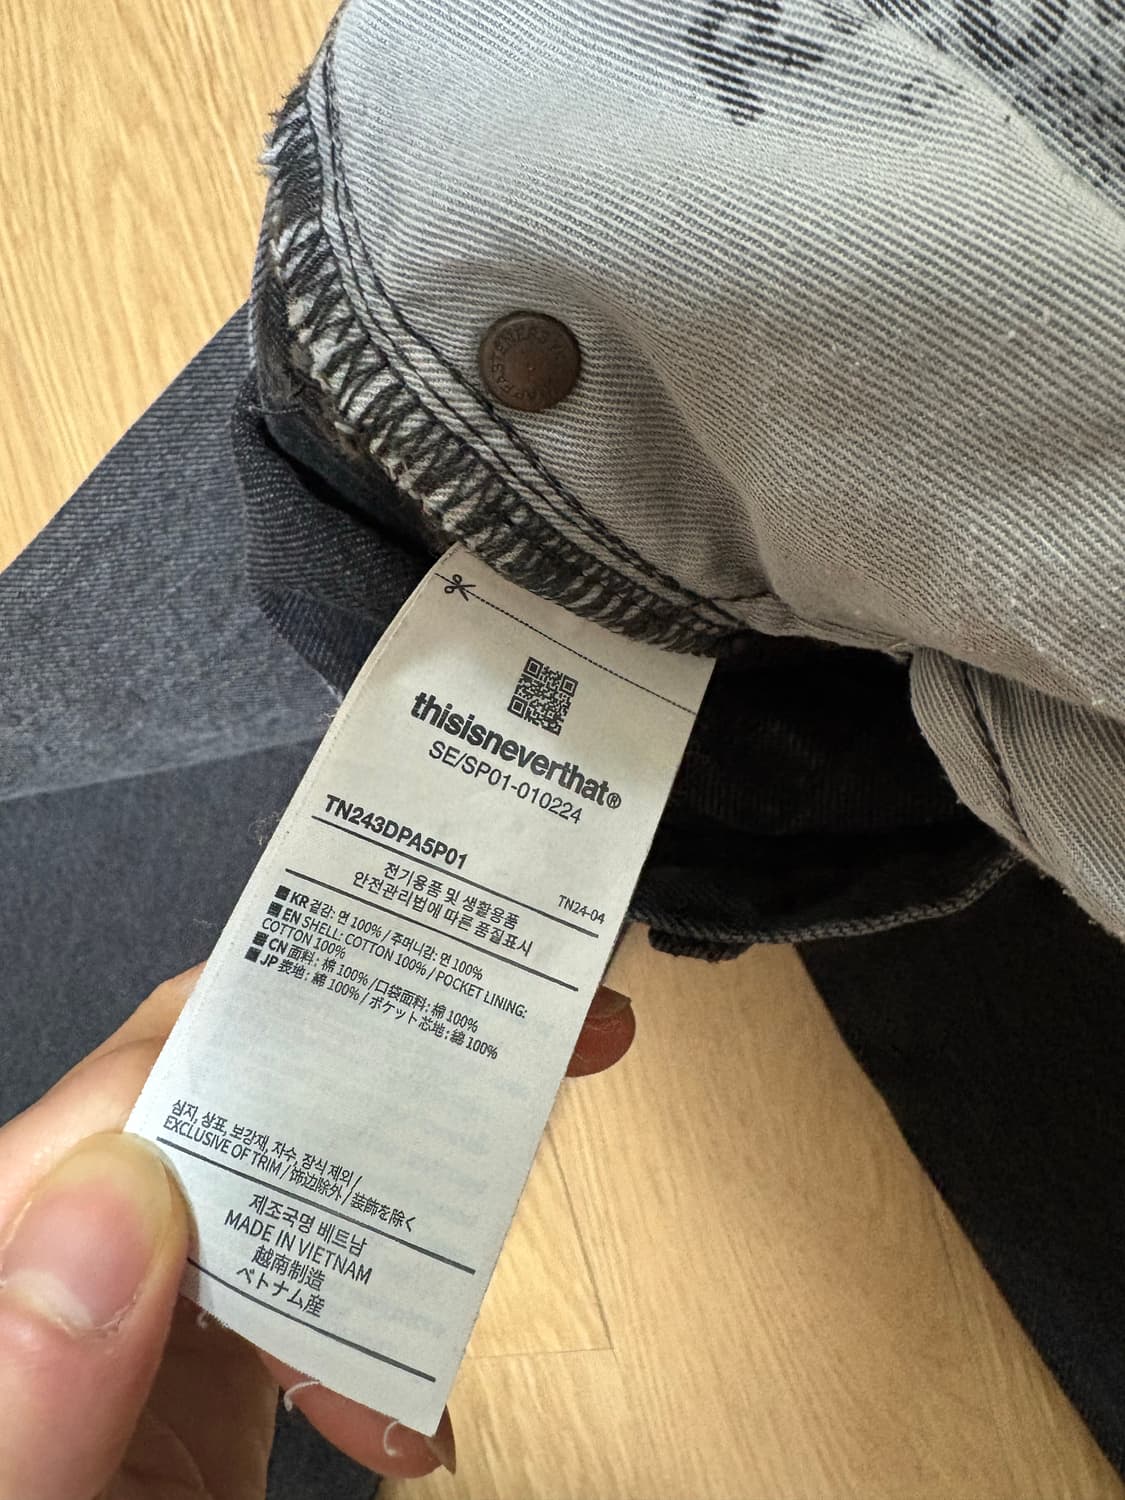 thisisneverthat®
SE/SP01-010224
TN243DPA5P01
TN24-04
전기용품 및 생활용품
안전관리법에 따른 품질표시
KR 겉감: 면 100% / 주머니감: 면 100%
EN SHELL: COTTON 100% / POCKET LINING:
COTTON 100%
CN 面料: 棉 100% /口袋面料: 棉 100%
JP 表地: 綿 100% / ポケット芯地: 綿 100%
심지, 상표, 보강재, 자수, 장식 제외 /
EXCLUSIVE OF TRIM / 饰边除外 / 装飾を除く
제조국명 베트남
MADE IN VIETNAM
越南制造
ベトナム産